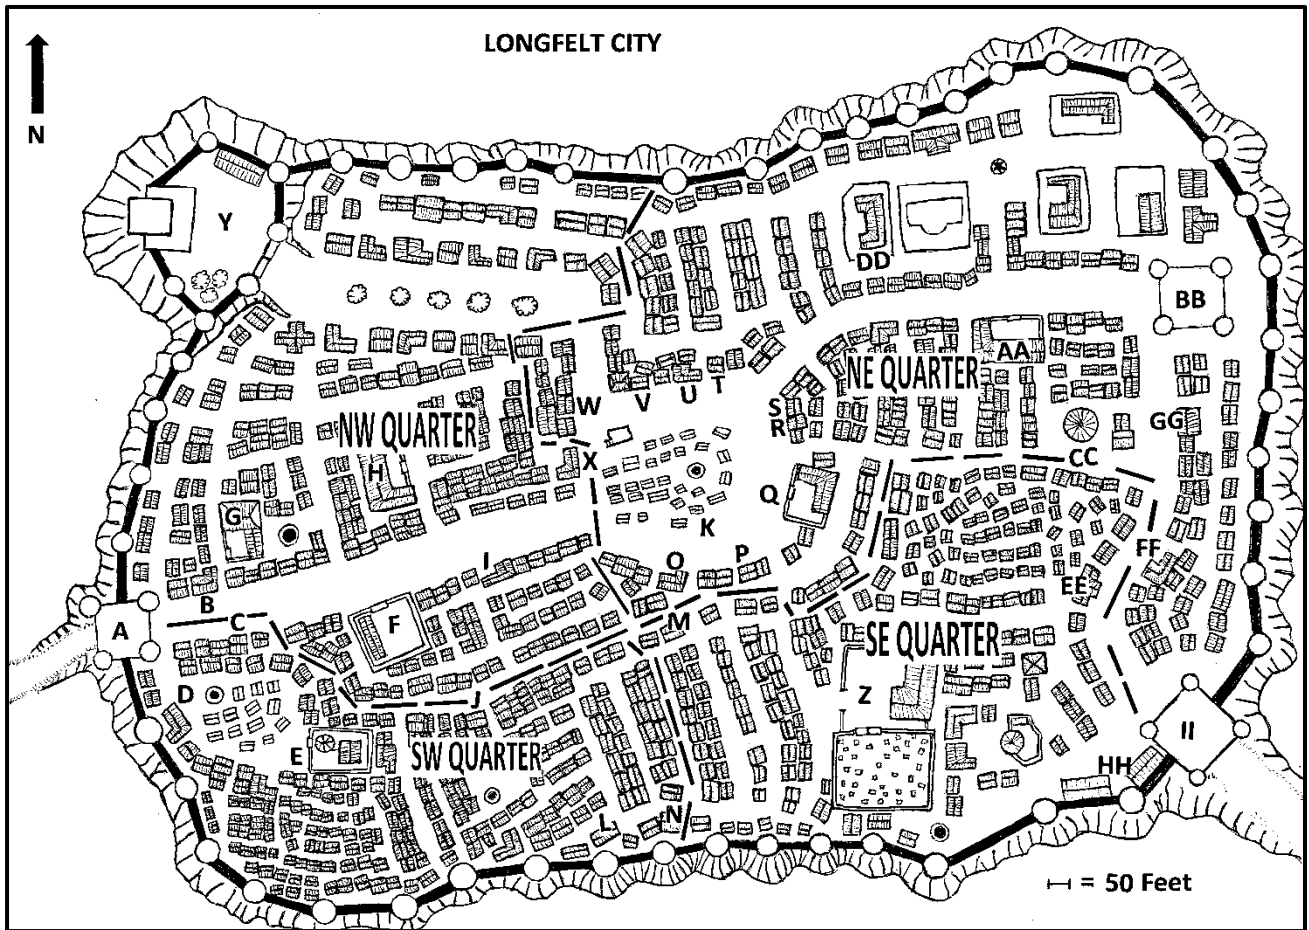 LONGFELT CITY
N
Y
DD
BB
AA
NE QUARTER
W
V
U
T
S
R
GG
NW QUARTER
H
X
CC
G
Q
K
I
O
P
FF
EE
B
C
A
F
M
SE QUARTER
D
J
Z
E
SW QUARTER
II
HH
L
N
= 50 Feet